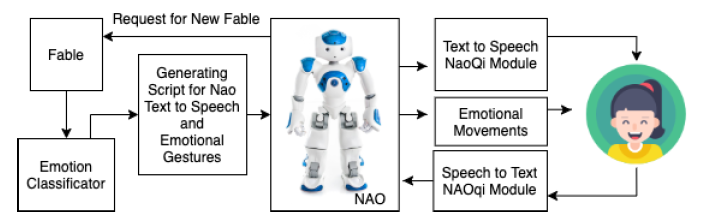 Request for New Fable
Fable
Emotion
Classificator
Generating
Script for Nao
Text to Speech
and
Emotional
Gestures
NAO
Text to Speech
NaoQi Module
Emotional
Movements
Speech to Text
NAOqi Module